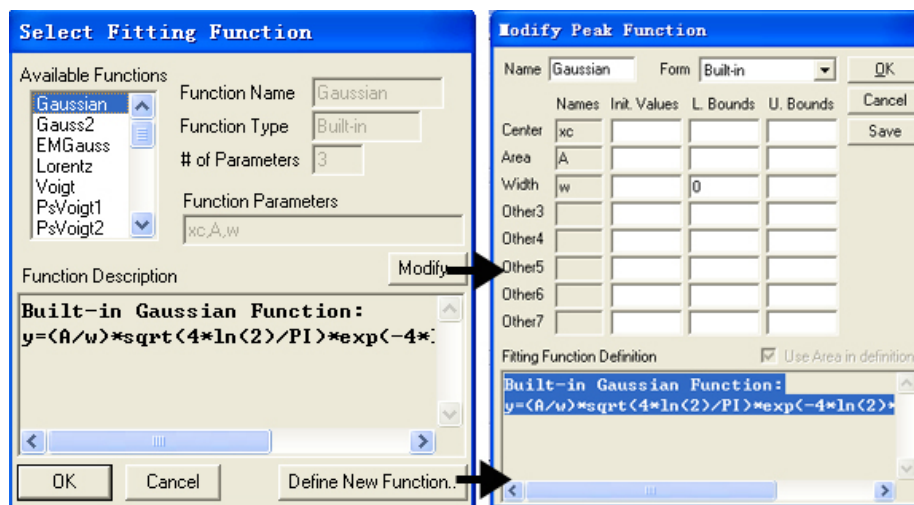 Select Fitting Function
Available Functions
Gaussian
Gauss2
EMGauss
Lorentz
Voigt
PsVoigt1
PsVoigt2
Function Name Gaussian
Function Type Built-in
# of Parameters 3
Function Parameters
xc,A,w
Modify
Function Description
Built-in Gaussian Function:
y=(A/w)*sqrt(4*ln(2)/PI)*exp(-4*
OK Cancel Define New Function..
Modify Peak Function
Name Gaussian Form Built-in OK
Names Init. Values L. Bounds U. Bounds Cancel
Center xc Save
Area A
Width w 0
Other3
Other4
Other5
Other6
Other7
Fitting Function Definition Use Area in definition
Built-in Gaussian Function:
y=(A/w)*sqrt(4*ln(2)/PI)*exp(-4*ln(2)*